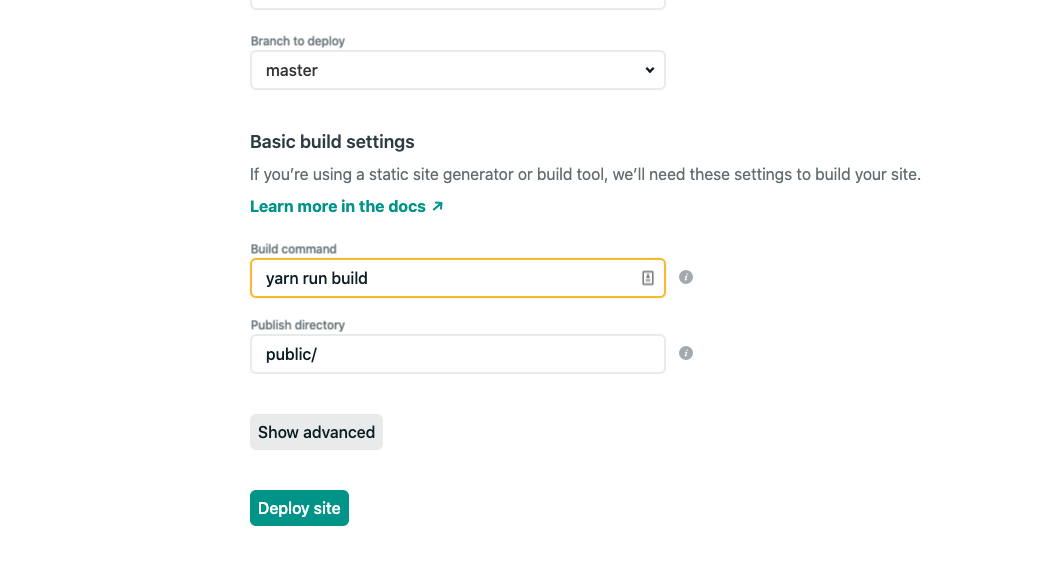 Branch to deploy
master
Basic build settings
If you're using a static site generator or build tool, we'll need these settings to build your site.
Learn more in the docs ↗
Build command
yarn run build
Publish directory
public/
Show advanced
Deploy site